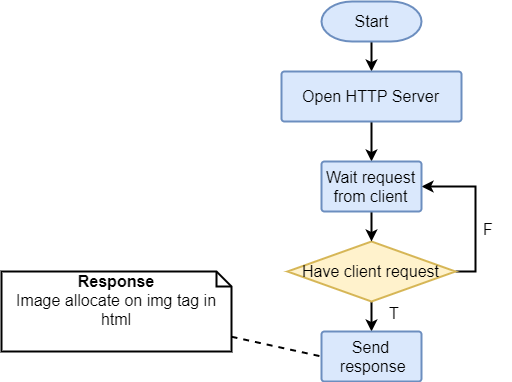 Start
Open HTTP Server
Wait request
from client
F
Have client request
T
Response
Image allocate on img tag in
html
Send
response